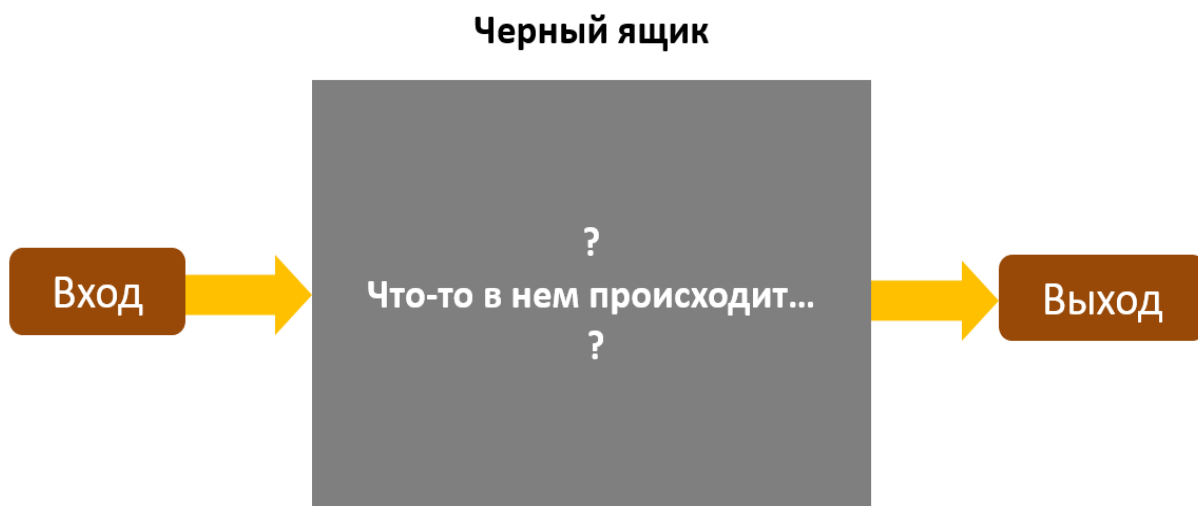 Черный ящик
?
Вход
Что-то в нем происходит...
Выход
?